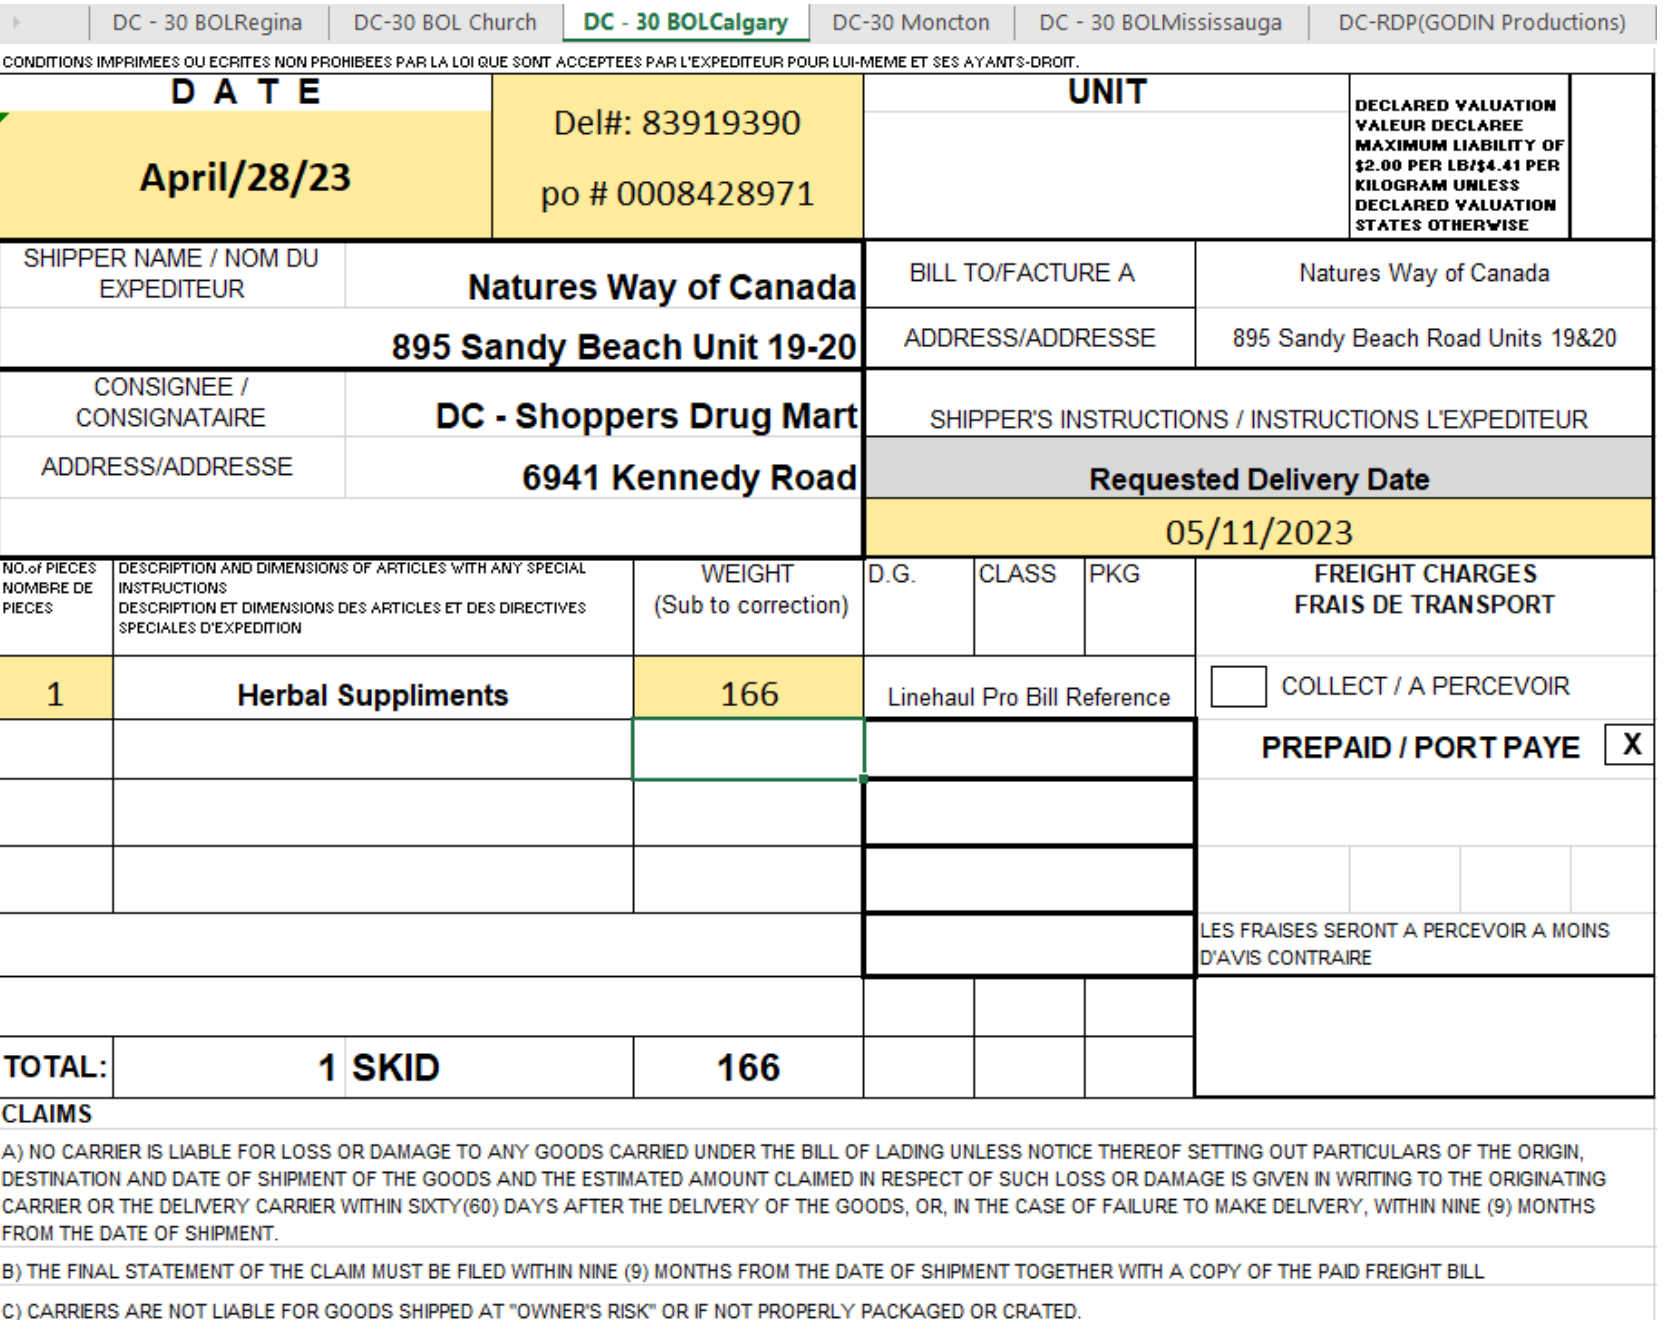 DC - 30 BOLRegina
DC-30 BOL Church
DC - 30 BOLCalgary
DC-30 Moncton
DC - 30 BOLMississauga
DC-RDP(GODIN Productions)
CONDITIONS IMPRIMEES OU ECRITES NON PROHIBEES PAR LA LOI QUE SONT ACCEPTEES PAR L'EXPEDITEUR POUR LUI-MEME ET SES AYANTS-DROIT.
D A T E
April/28/23
Del#: 83919390
po # 0008428971
UNIT
DECLARED VALUATION
VALEUR DECLAREE
MAXIMUM LIABILITY OF
$2.00 PER LB/$4.41 PER
KILOGRAM UNLESS
DECLARED VALUATION
STATES OTHERWISE
SHIPPER NAME / NOM DU
EXPEDITEUR
Natures Way of Canada
895 Sandy Beach Unit 19-20
BILL TO/FACTURE A
Natures Way of Canada
ADDRESS/ADDRESSE
895 Sandy Beach Road Units 19&20
CONSIGNEE /
CONSIGNATAIRE
DC - Shoppers Drug Mart
ADDRESS/ADDRESSE
6941 Kennedy Road
SHIPPER'S INSTRUCTIONS / INSTRUCTIONS L'EXPEDITEUR
Requested Delivery Date
05/11/2023
NO.of PIECES
NOMBRE DE
PIECES
DESCRIPTION AND DIMENSIONS OF ARTICLES WITH ANY SPECIAL
INSTRUCTIONS
DESCRIPTION ET DIMENSIONS DES ARTICLES ET DES DIRECTIVES
SPECIALES D'EXPEDITION
WEIGHT
(Sub to correction)
D.G.
CLASS
PKG
FREIGHT CHARGES
FRAIS DE TRANSPORT
1
Herbal Suppliments
166
Linehaul Pro Bill Reference
COLLECT / A PERCEVOIR
PREPAID / PORT PAYE
X
LES FRAISES SERONT A PERCEVOIR A MOINS
D'AVIS CONTRAIRE
TOTAL:
1 SKID
166
CLAIMS
A) NO CARRIER IS LIABLE FOR LOSS OR DAMAGE TO ANY GOODS CARRIED UNDER THE BILL OF LADING UNLESS NOTICE THEREOF SETTING OUT PARTICULARS OF THE ORIGIN,
DESTINATION AND DATE OF SHIPMENT OF THE GOODS AND THE ESTIMATED AMOUNT CLAIMED IN RESPECT OF SUCH LOSS OR DAMAGE IS GIVEN IN WRITING TO THE ORIGINATING
CARRIER OR THE DELIVERY CARRIER WITHIN SIXTY(60) DAYS AFTER THE DELIVERY OF THE GOODS, OR, IN THE CASE OF FAILURE TO MAKE DELIVERY, WITHIN NINE (9) MONTHS
FROM THE DATE OF SHIPMENT.
B) THE FINAL STATEMENT OF THE CLAIM MUST BE FILED WITHIN NINE (9) MONTHS FROM THE DATE OF SHIPMENT TOGETHER WITH A COPY OF THE PAID FREIGHT BILL
C) CARRIERS ARE NOT LIABLE FOR GOODS SHIPPED AT "OWNER'S RISK" OR IF NOT PROPERLY PACKAGED OR CRATED.